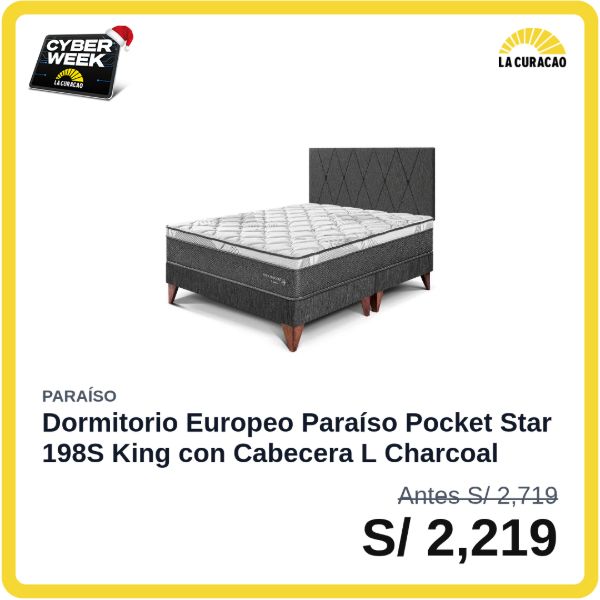 CYBER
WEEK
LA CURACAO
LA CURACAO
PARAÍSO
Dormitorio Europeo Paraíso Pocket Star
198S King con Cabecera L Charcoal
Antes S/ 2,719
S/ 2,219